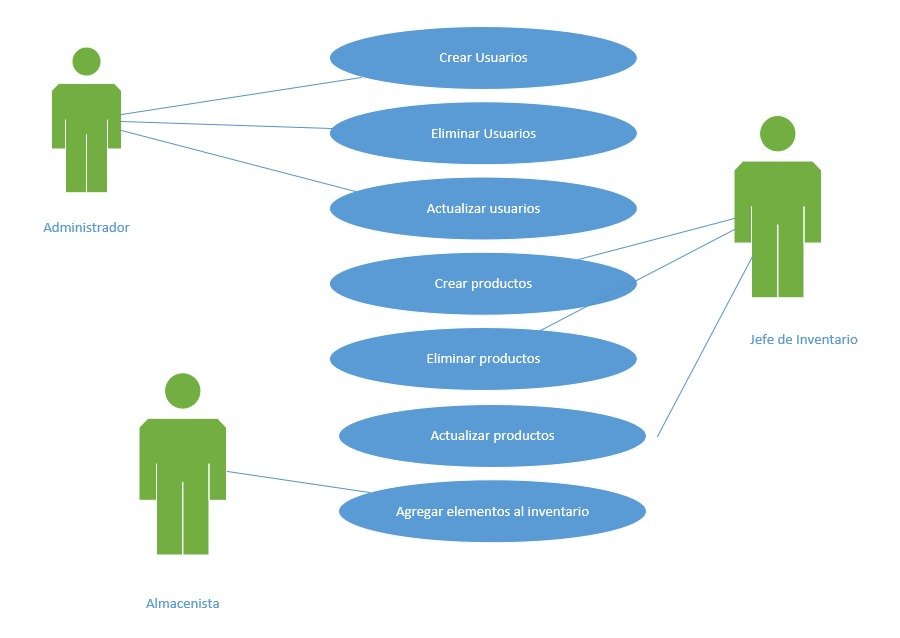 Crear Usuarios
Eliminar Usuarios
Actualizar usuarios
Administrador
Crear productos
Jefe de Inventario
Eliminar productos
Actualizar productos
Agregar elementos al inventario
Almacenista